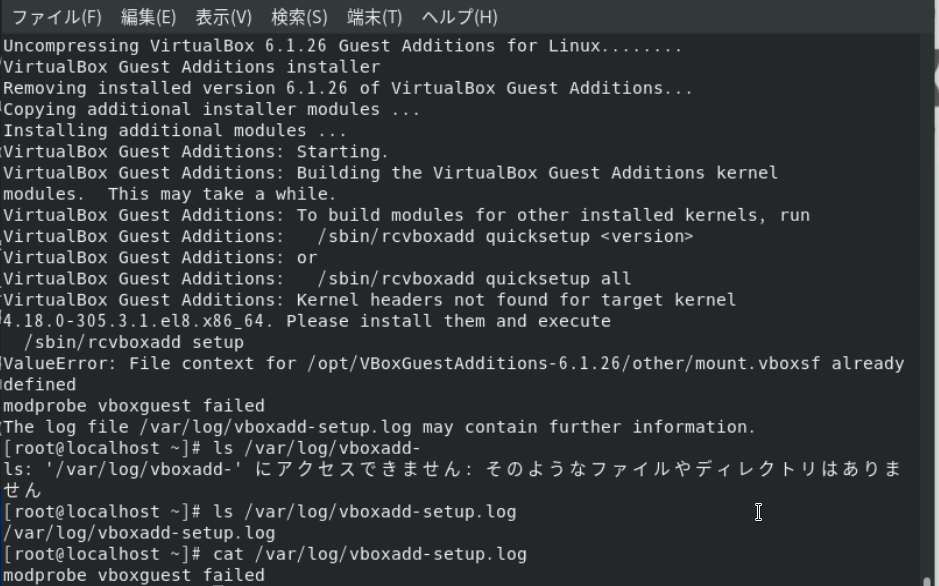 ファイル(F) 編集(E) 表示(V) 検索(S) 端末(T) ヘルプ(H)
Uncompressing VirtualBox 6.1.26 Guest Additions for Linux........
VirtualBox Guest Additions installer
Removing installed version 6.1.26 of VirtualBox Guest Additions...
Copying additional installer modules ...
Installing additional modules ...
VirtualBox Guest Additions: Starting.
VirtualBox Guest Additions: Building the VirtualBox Guest Additions kernel
modules.  This may take a while.
VirtualBox Guest Additions: To build modules for other installed kernels, run
VirtualBox Guest Additions:   /sbin/rcvboxadd quicksetup <version>
VirtualBox Guest Additions: or
VirtualBox Guest Additions:   /sbin/rcvboxadd quicksetup all
VirtualBox Guest Additions: Kernel headers not found for target kernel
4.18.0-305.3.1.el8.x86_64. Please install them and execute
  /sbin/rcvboxadd setup
ValueError: File context for /opt/VBoxGuestAdditions-6.1.26/other/mount.vboxsf already
defined
modprobe vboxguest failed
The log file /var/log/vboxadd-setup.log may contain further information.
[root@localhost ~]# ls /var/log/vboxadd-
ls: '/var/log/vboxadd-' にアクセスできません: そのようなファイルやディレクトリはありま
せん
[root@localhost ~]# ls /var/log/vboxadd-setup.log
/var/log/vboxadd-setup.log
[root@localhost ~]# cat /var/log/vboxadd-setup.log
modprobe vboxguest failed